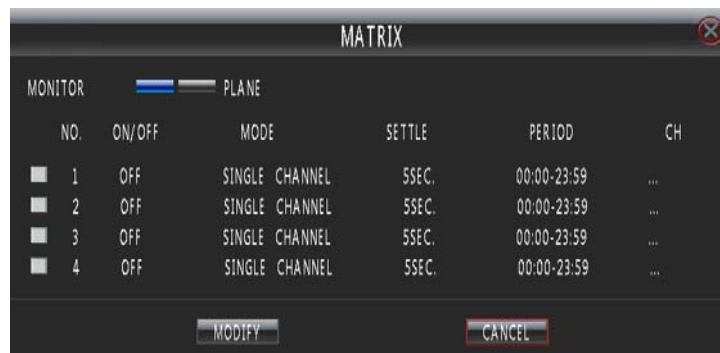 MATRIX
MONITOR PLANE
NO. ON/OFF MODE SETTLE PERIOD CH
1 OFF SINGLE CHANNEL 5SEC. 00:00-23:59 ...
2 OFF SINGLE CHANNEL 5SEC. 00:00-23:59 ...
3 OFF SINGLE CHANNEL 5SEC. 00:00-23:59 ...
4 OFF SINGLE CHANNEL 5SEC. 00:00-23:59 ...
MODIFY CANCEL